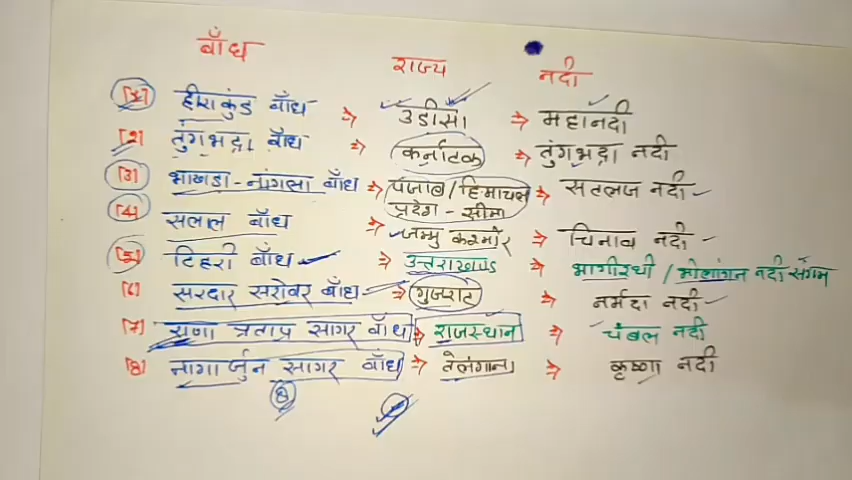 बाँध राज्य नदी
[1] हीराकुंड बाँध ⇒ उडीसा ⇒ महानदी
[2] तुंगभद्रा बाँध ⇒ कर्नाटक ⇒ तुंगभद्रा नदी
[3] भाखडा-नांगला बाँध ⇒ पंजाब/हिमाचल ⇒ सतलज नदी
प्रदेश-सीमा
[4] सलाल बाँध ⇒ जम्मु कश्मीर ⇒ चिनाव नदी
[5] टिहरी बाँध ⇒ उत्तराखण्ड ⇒ भागीरथी/भीलांगन नदी संगम
[6] सरदार सरोवर बाँध ⇒ गुजरात ⇒ नर्मदा नदी
[7] राणा प्रताप सागर बाँध ⇒ राजस्थान ⇒ चंबल नदी
[8] नागार्जुन सागर बाँध ⇒ तेलंगाना ⇒ कृष्णा नदी
8